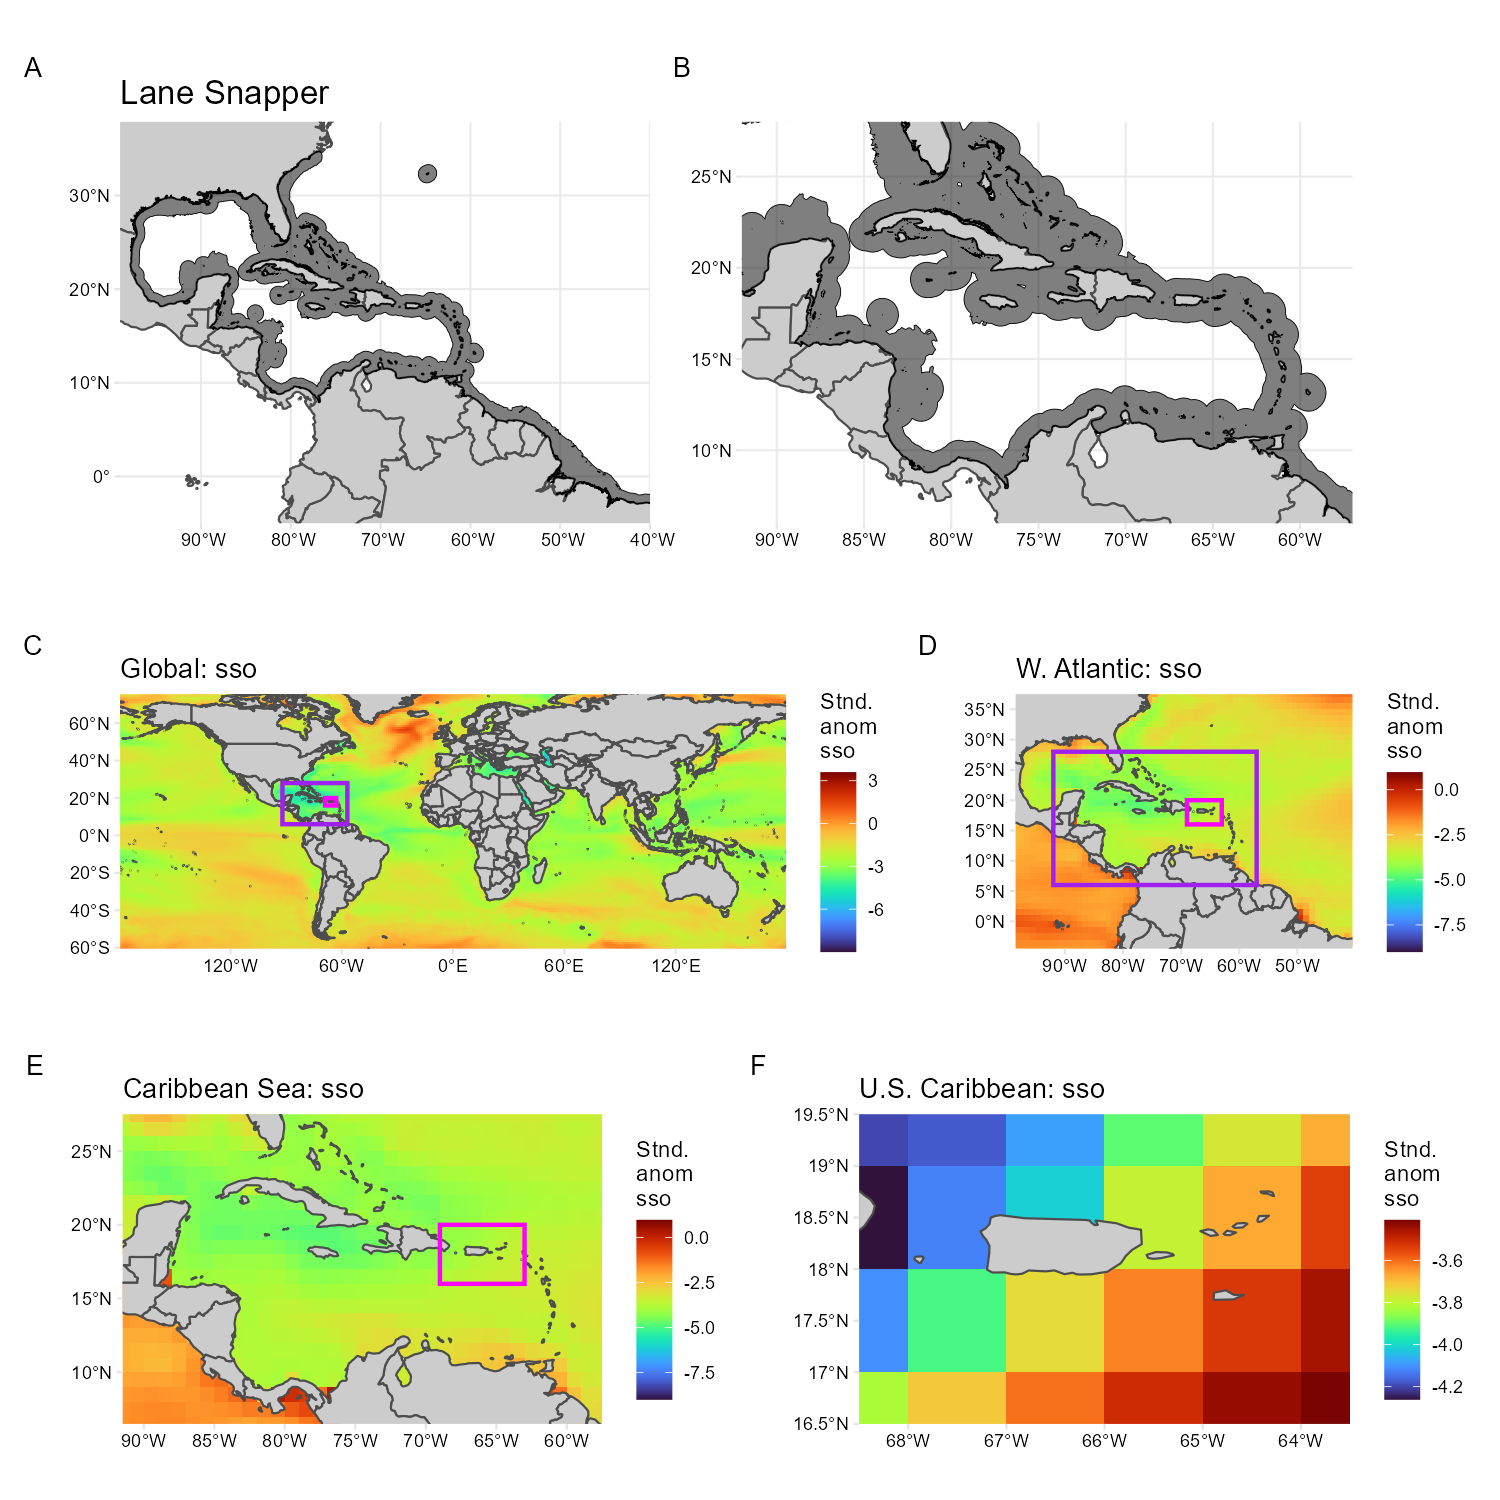 A
B
Lane Snapper
30°N
20°N
10°N
0°
90°W 80°W 70°W 60°W 50°W 40°W
25°N
20°N
15°N
10°N
90°W 85°W 80°W 75°W 70°W 65°W 60°W
C
D
Global: sso
60°N
40°N
20°N
0°N
20°S
40°S
60°S
120°W 60°W 0°E 60°E 120°E
Stnd.
anom
sso
3
0
-3
-6
W. Atlantic: sso
35°N
30°N
25°N
20°N
15°N
10°N
5°N
0°N
90°W 80°W 70°W 60°W 50°W
Stnd.
anom
sso
0.0
-2.5
-5.0
-7.5
E
F
Caribbean Sea: sso
25°N
20°N
15°N
10°N
90°W 85°W 80°W 75°W 70°W 65°W 60°W
Stnd.
anom
sso
0.0
-2.5
-5.0
-7.5
U.S. Caribbean: sso
19.5°N
19°N
18.5°N
18°N
17.5°N
17°N
16.5°N
68°W 67°W 66°W 65°W 64°W
Stnd.
anom
sso
-3.6
-3.8
-4.0
-4.2